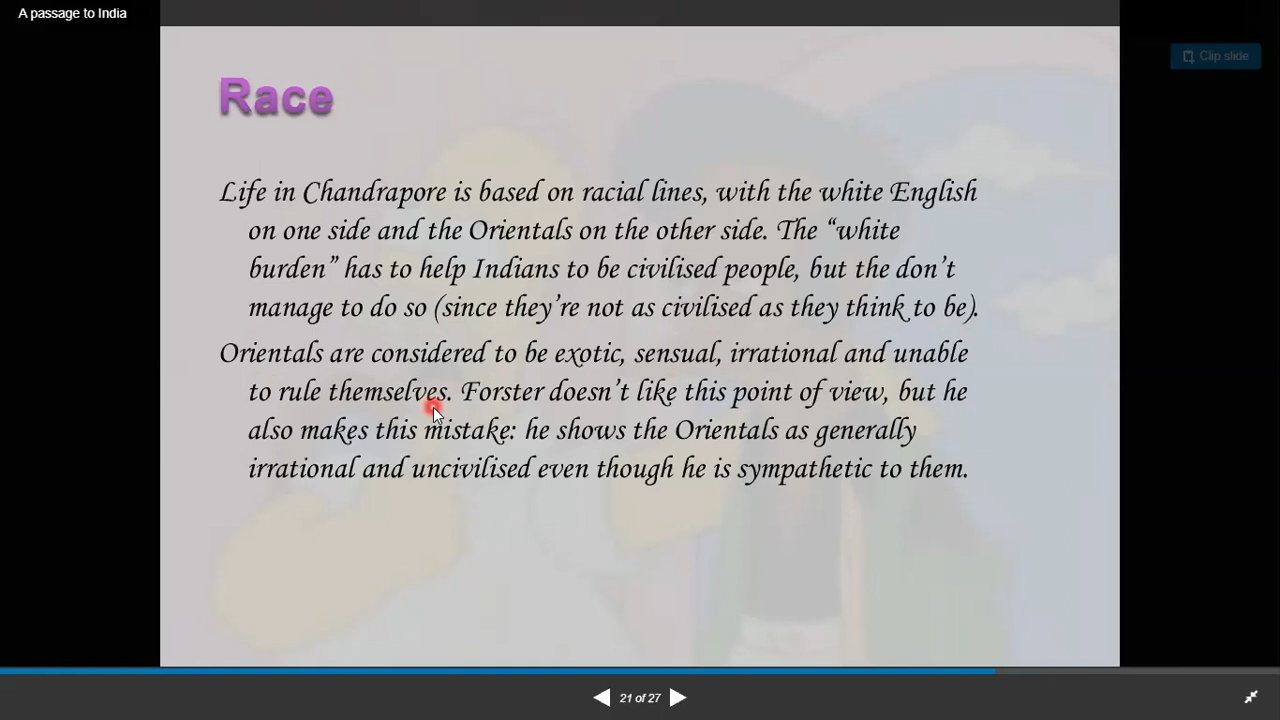 A passage to India
Clip slide
Race
Life in Chandrapore is based on racial lines, with the white English
on one side and the Orientals on the other side. The “white
burden” has to help Indians to be civilised people, but the don’t
manage to do so (since they’re not as civilised as they think to be).
Orientals are considered to be exotic, sensual, irrational and unable
to rule themselves. Forster doesn’t like this point of view, but he
also makes this mistake: he shows the Orientals as generally
irrational and uncivilised even though he is sympathetic to them.
21 of 27